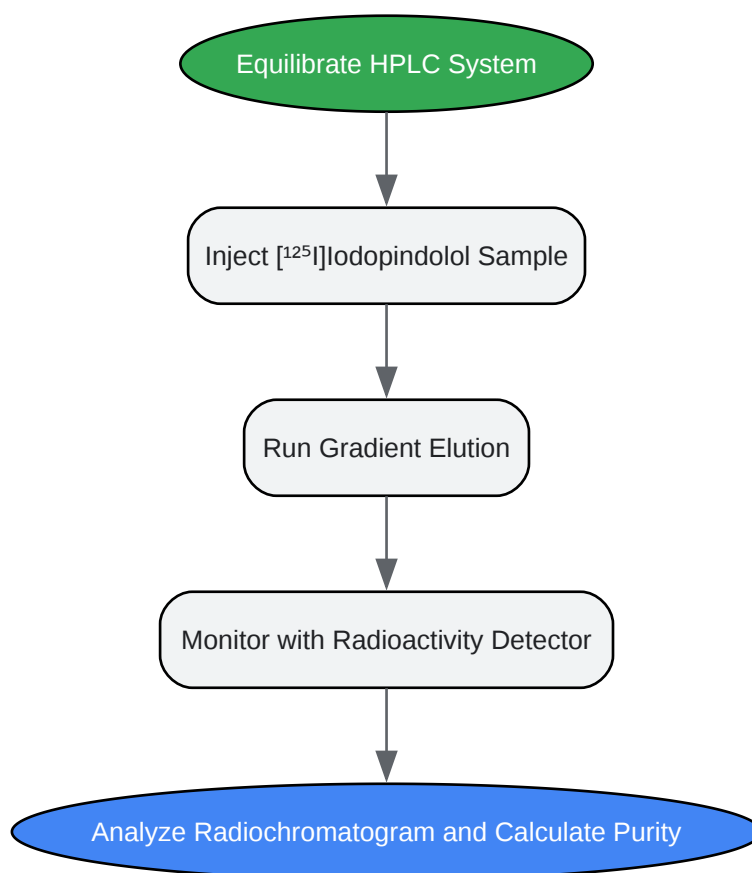 Equilibrate HPLC System
Inject [¹²⁵I]Iodopindolol Sample
Run Gradient Elution
Monitor with Radioactivity Detector
Analyze Radiochromatogram and Calculate Purity